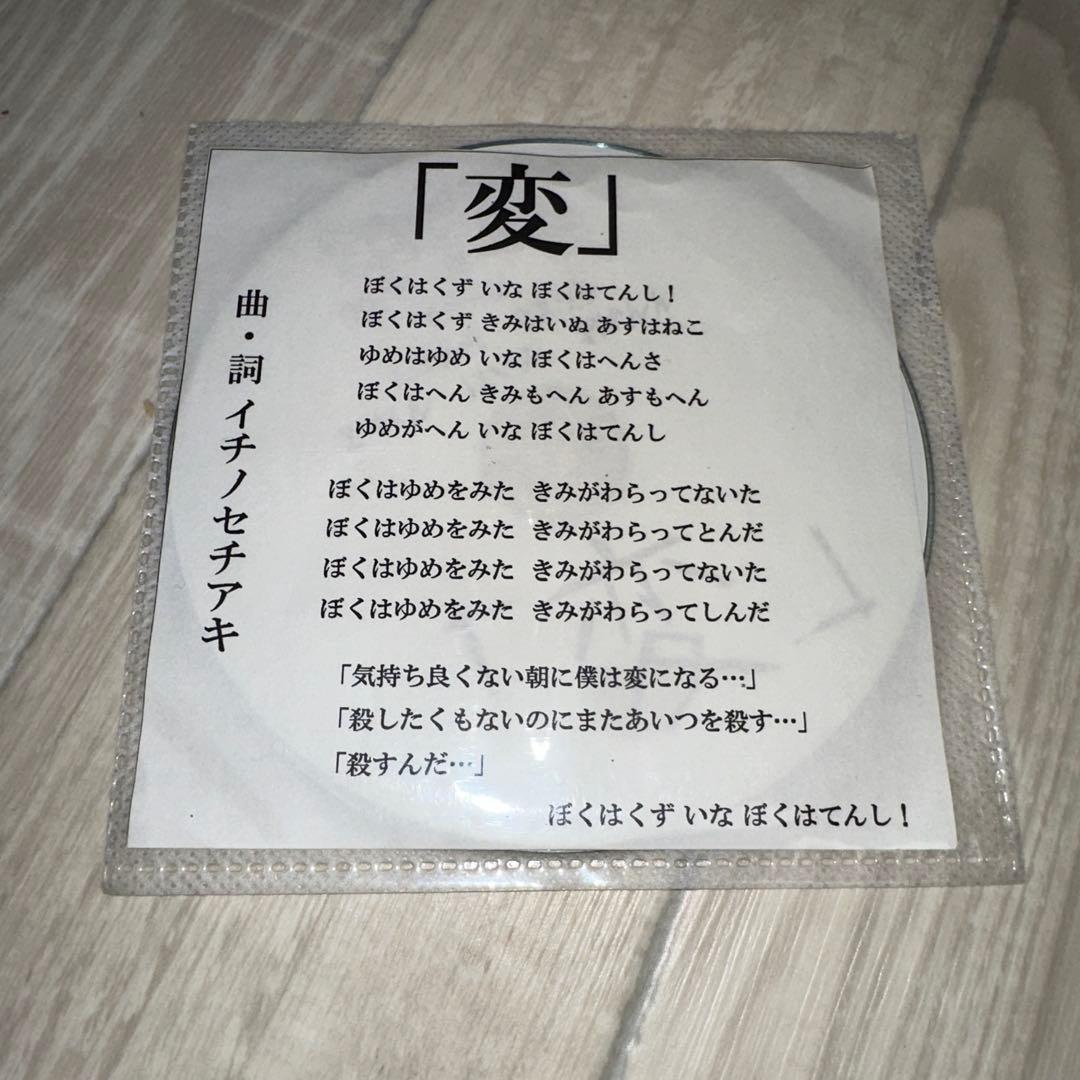 「変」
曲・詞 イチノセチアキ
ぼくはくず いな ぼくはてんし！
ぼくはくず きみはいぬ あすはねこ
ゆめはゆめ いな ぼくはへんさ
ぼくはへん きみもへん あすもへん
ゆめがへん いな ぼくはてんし
ぼくはゆめをみた きみがわらってないた
ぼくはゆめをみた きみがわらってとんだ
ぼくはゆめをみた きみがわらってないた
ぼくはゆめをみた きみがわらってしんだ
「気持ち良くない朝に僕は変になる…」
「殺したくもないのにまたあいつを殺す…」
「殺すんだ…」
ぼくはくず いな ぼくはてんし！